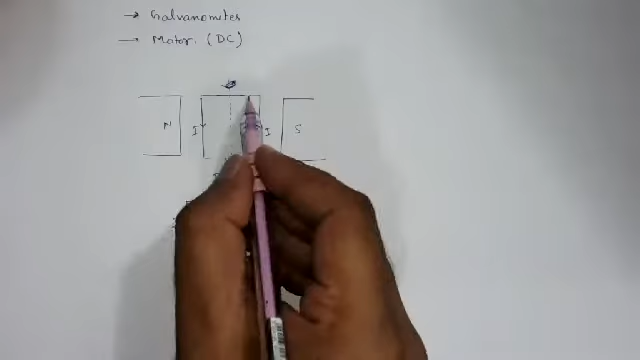 → Galvanometer
→ Motor. (DC)
N I I S